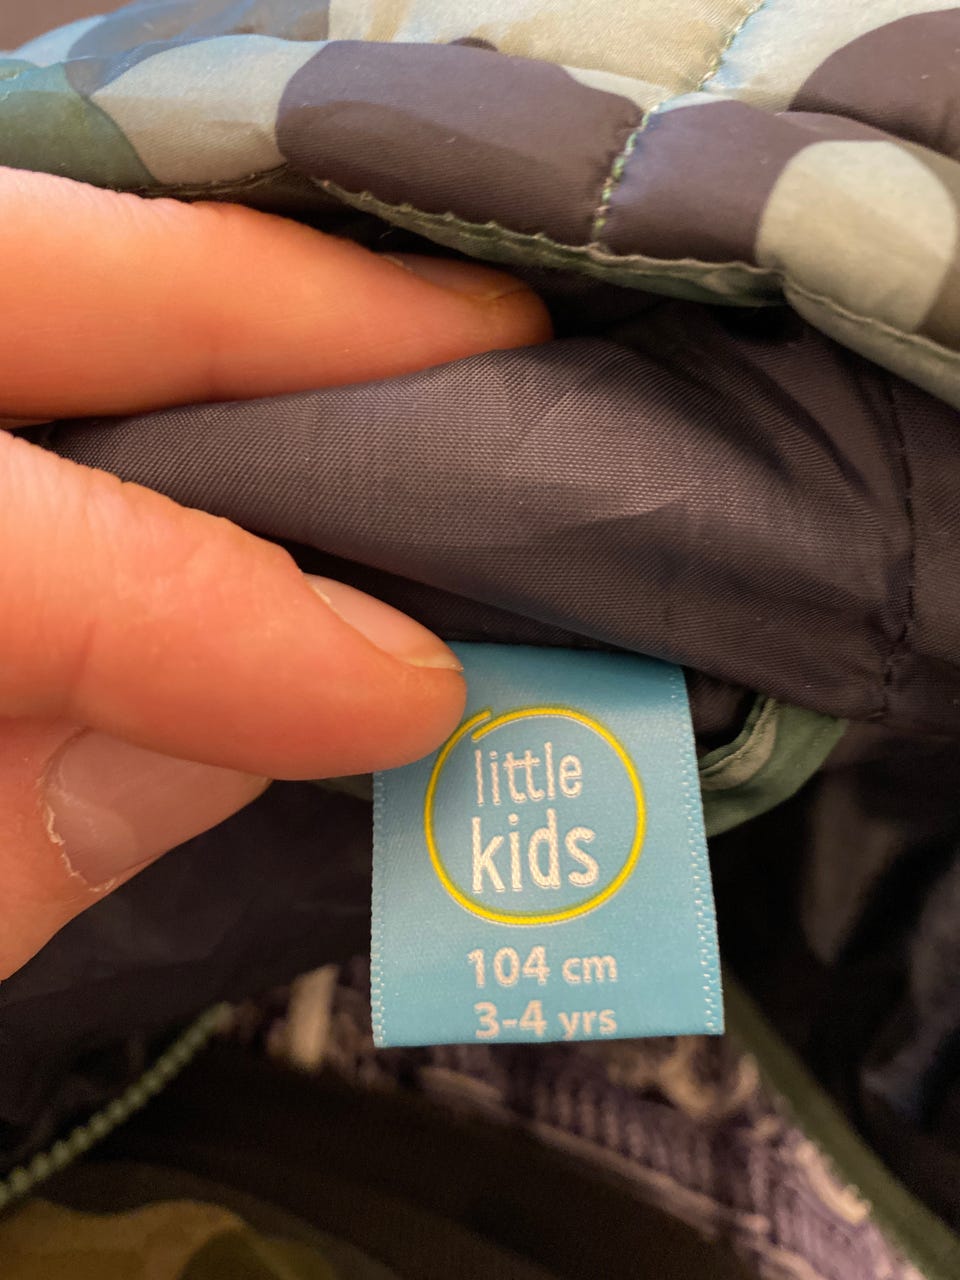 little
kids
104 cm
3-4 yrs